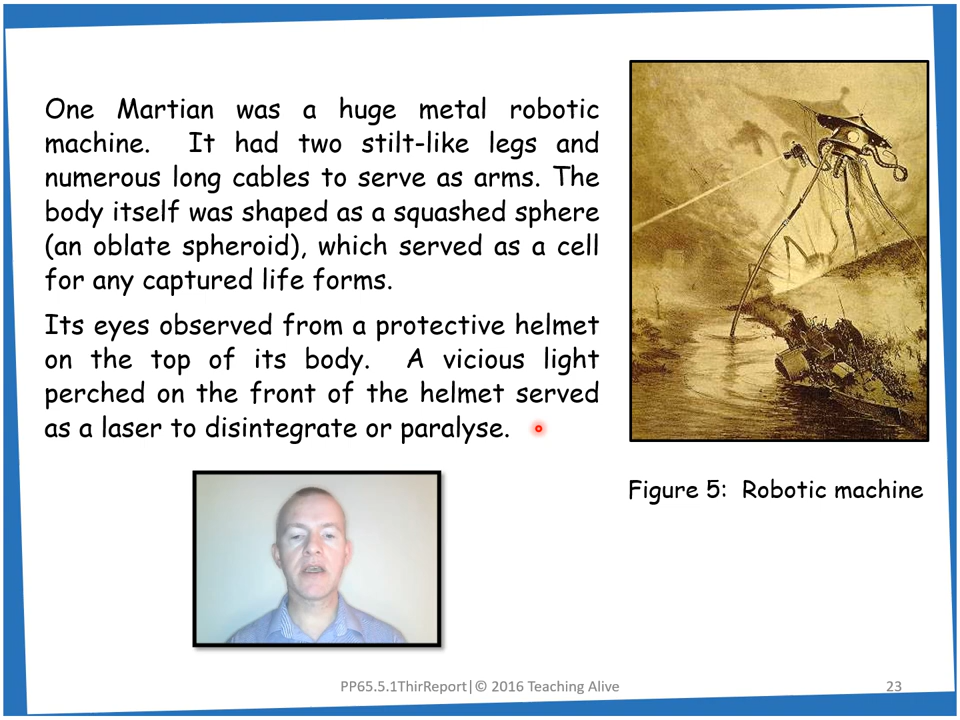 One Martian was a huge metal robotic
machine. It had two stilt-like legs and
numerous long cables to serve as arms. The
body itself was shaped as a squashed sphere
(an oblate spheroid), which served as a cell
for any captured life forms.
Its eyes observed from a protective helmet
on the top of its body. A vicious light
perched on the front of the helmet served
as a laser to disintegrate or paralyse.
Figure 5: Robotic machine
PP65.5.1ThirReport|© 2016 Teaching Alive
23